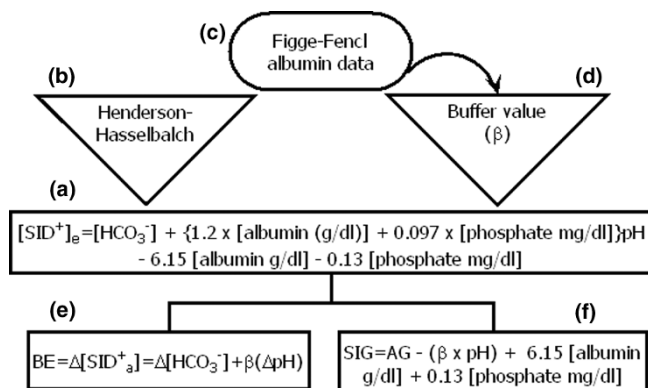 (c)
Figge-Fencl
albumin data
(b)
(d)
Henderson-
Hasselbalch
Buffer value
(β)
(a)
[SID⁺]ₑ=[HCO₃⁻] + {1.2 x [albumin (g/dl)] + 0.097 x [phosphate mg/dl]}pH
- 6.15 [albumin g/dl] - 0.13 [phosphate mg/dl]
(e)
BE=Δ[SID⁺ₐ]=Δ[HCO₃⁻]+β(ΔpH)
(f)
SIG=AG - (β x pH) + 6.15 [albumin
g/dl] + 0.13 [phosphate mg/dl]